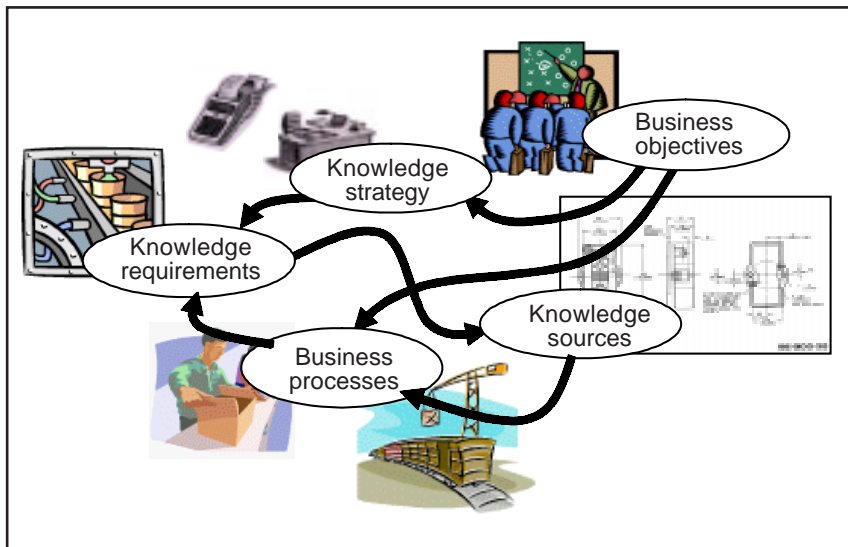 Business
objectives
Knowledge
strategy
Knowledge
requirements
Knowledge
sources
Business
processes